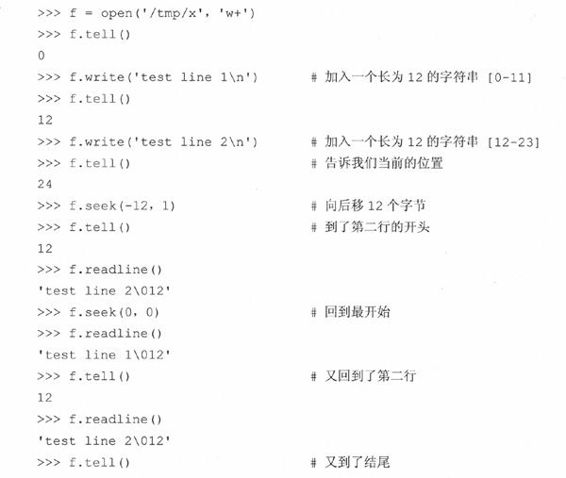 >>> f = open('/tmp/x', 'w+')
>>> f.tell()
0
>>> f.write('test line 1\n') # 加入一个长为 12 的字符串 [0-11]
>>> f.tell()
12
>>> f.write('test line 2\n') # 加入一个长为 12 的字符串 [12-23]
>>> f.tell() # 告诉我们当前的位置
24
>>> f.seek(-12, 1) # 向后移 12 个字节
>>> f.tell() # 到了第二行的开头
12
>>> f.readline()
'test line 2\012'
>>> f.seek(0, 0) # 回到最开始
>>> f.readline()
'test line 1\012'
>>> f.tell() # 又回到了第二行
12
>>> f.readline()
'test line 2\012'
>>> f.tell() # 又到了结尾